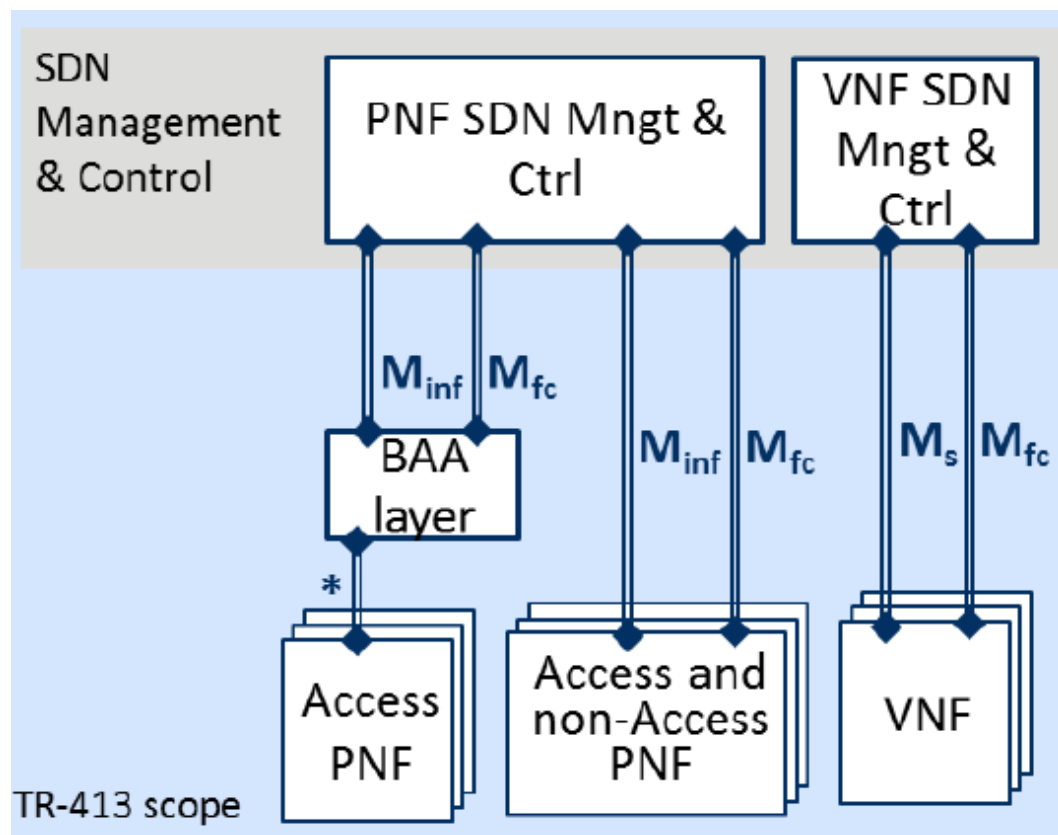 SDN
Management
& Control
PNF SDN Mngt &
Ctrl
VNF SDN
Mngt &
Ctrl
Minf
Mfc
BAA
layer
Minf
Mfc
Ms
Mfc
*
Access
PNF
Access and
non-Access
PNF
VNF
TR-413 scope